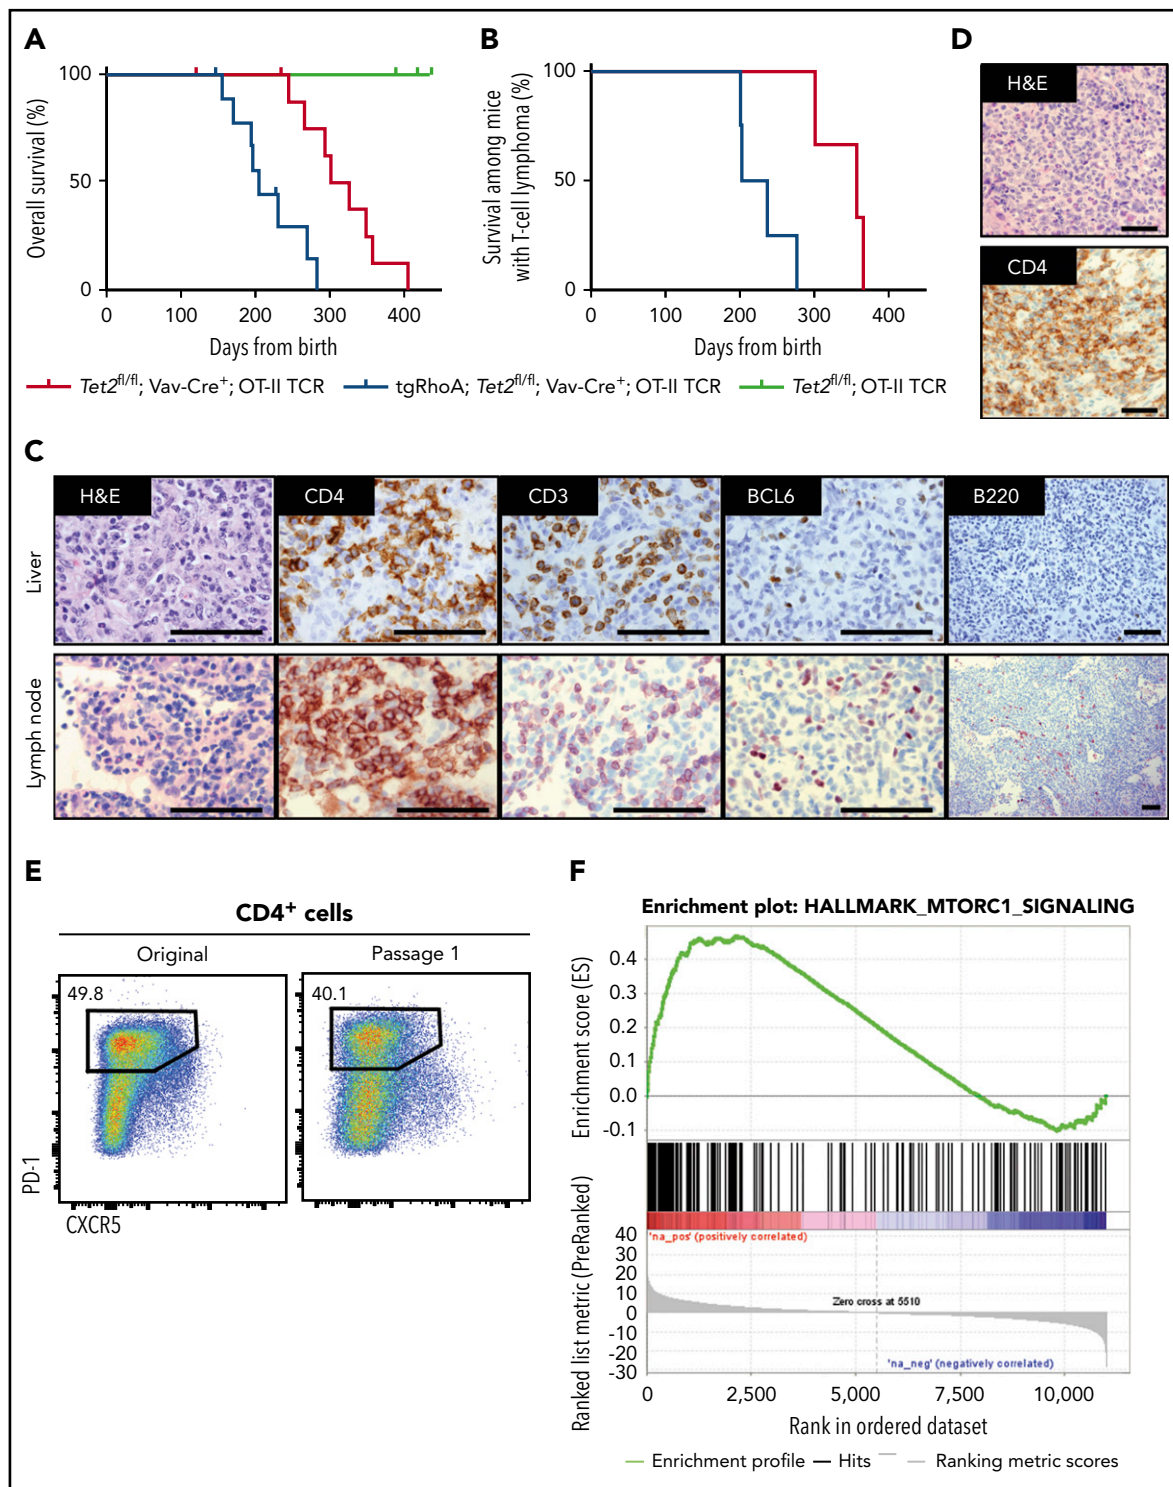 A
Overall survival (%)
100
50
0
0 100 200 300 400
Days from birth
B
Survival among mice
with T-cell lymphoma (%)
100
50
0
0 100 200 300 400
Days from birth
Tet2fl/fl; Vav-Cre+; OT-II TCR
tgRhoA; Tet2fl/fl; Vav-Cre+; OT-II TCR
Tet2fl/fl; OT-II TCR
D
H&E
CD4
C
H&E CD4 CD3 BCL6 B220
Liver
Lymph node
E
CD4+ cells
Original Passage 1
49.8
40.1
PD-1
CXCR5
F
Enrichment plot: HALLMARK_MTORC1_SIGNALING
Enrichment score (ES)
0.4
0.3
0.2
0.1
0.0
-0.1
Ranked list metric (PreRanked)
'na_pos' (positively correlated)
40
30
20
10
0
-10
-20
-30
Zero cross at 5510
'na_neg' (negatively correlated)
0 2,500 5,000 7,500 10,000
Rank in ordered dataset
Enrichment profile Hits Ranking metric scores